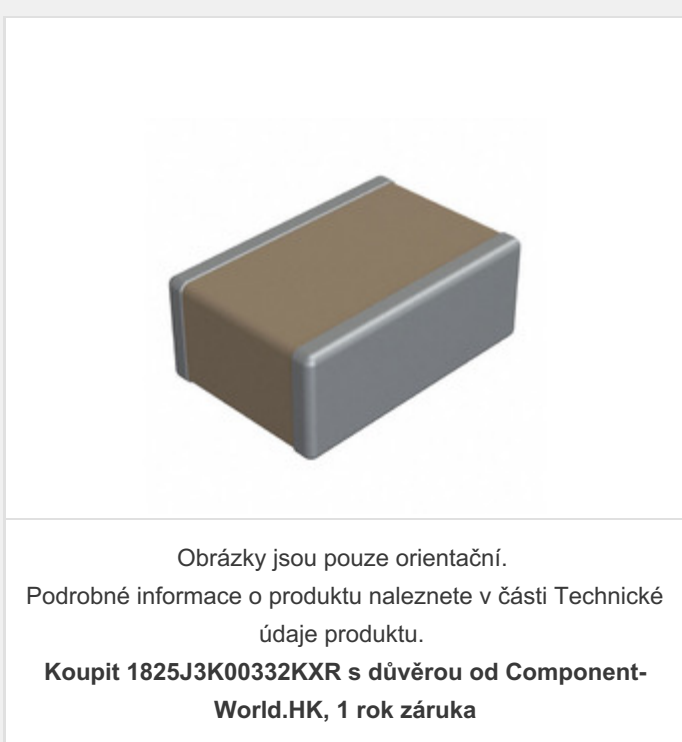 Obrázky jsou pouze orientační.
Podrobné informace o produktu naleznete v části Technické
údaje produktu.
Koupit 1825J3K00332KXR s důvěrou od Component-
World.HK, 1 rok záruka